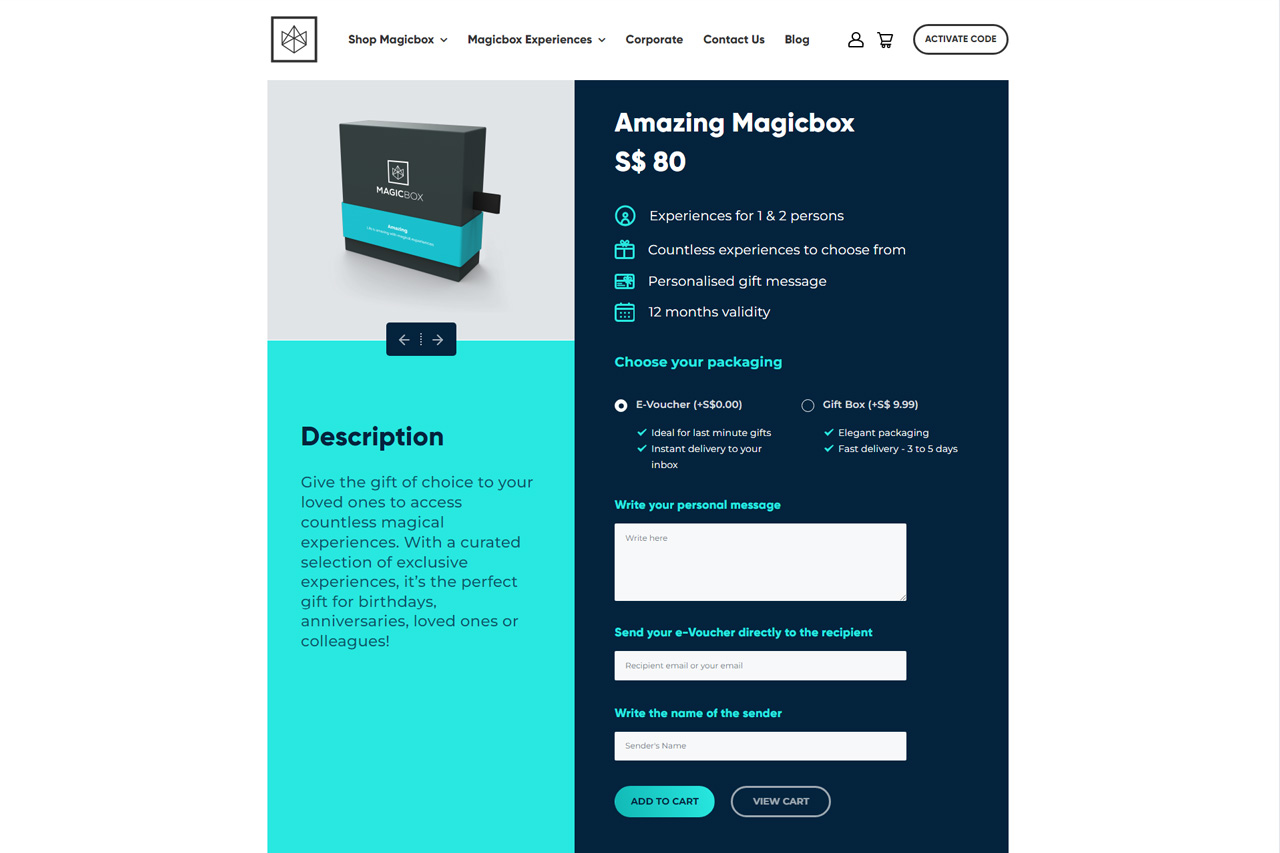 Shop Magicbox
Magicbox Experiences
Corporate
Contact Us
Blog
ACTIVATE CODE
MAGICBOX
Amazing
Amazing Magicbox
S$ 80
Experiences for 1 & 2 persons
Countless experiences to choose from
Personalised gift message
12 months validity
Choose your packaging
E-Voucher (+S$0.00)
Ideal for last minute gifts
Instant delivery to your
inbox
Gift Box (+S$ 9.99)
Elegant packaging
Fast delivery - 3 to 5 days
Write your personal message
Write here
Send your e-Voucher directly to the recipient
Recipient email or your email
Write the name of the sender
Sender's Name
ADD TO CART
VIEW CART
Description
Give the gift of choice to your
loved ones to access
countless magical
experiences. With a curated
selection of exclusive
experiences, it’s the perfect
gift for birthdays,
anniversaries, loved ones or
colleagues!